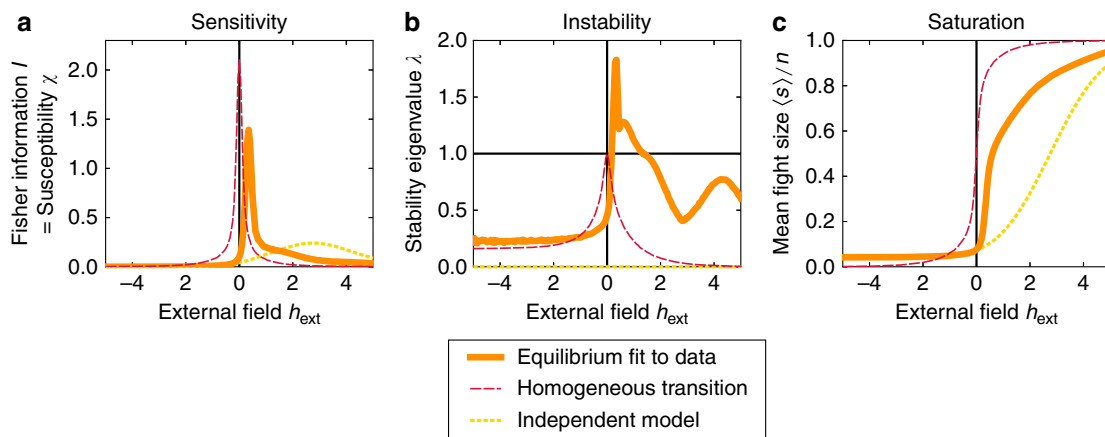 a
Sensitivity
Fisher information I
= Susceptibility χ
2.0
1.5
1.0
0.5
0.0
−4
−2
0
2
4
External field hext
b
Instability
Stability eigenvalue λ
2.0
1.5
1.0
0.5
0.0
−4
−2
0
2
4
External field hext
c
Saturation
Mean fight size ⟨s⟩/n
1.0
0.8
0.6
0.4
0.2
0.0
−4
−2
0
2
4
External field hext
Equilibrium fit to data
Homogeneous transition
Independent model